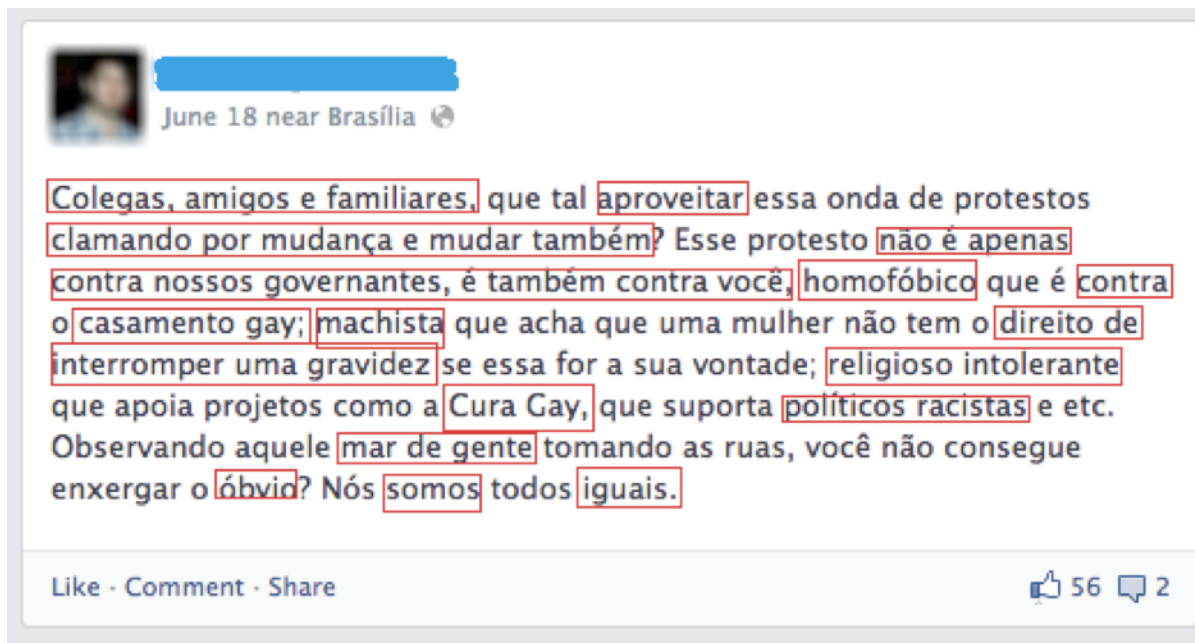 June 18 near Brasília
Colegas, amigos e familiares, que tal aproveitar essa onda de protestos
clamando por mudança e mudar também? Esse protesto não é apenas
contra nossos governantes, é também contra você, homofóbico que é contra
o casamento gay; machista que acha que uma mulher não tem o direito de
interromper uma gravidez se essa for a sua vontade; religioso intolerante
que apoia projetos como a Cura Gay, que suporta políticos racistas e etc.
Observando aquele mar de gente tomando as ruas, você não consegue
enxergar o óbvio? Nós somos todos iguais.
Like · Comment · Share 56 2